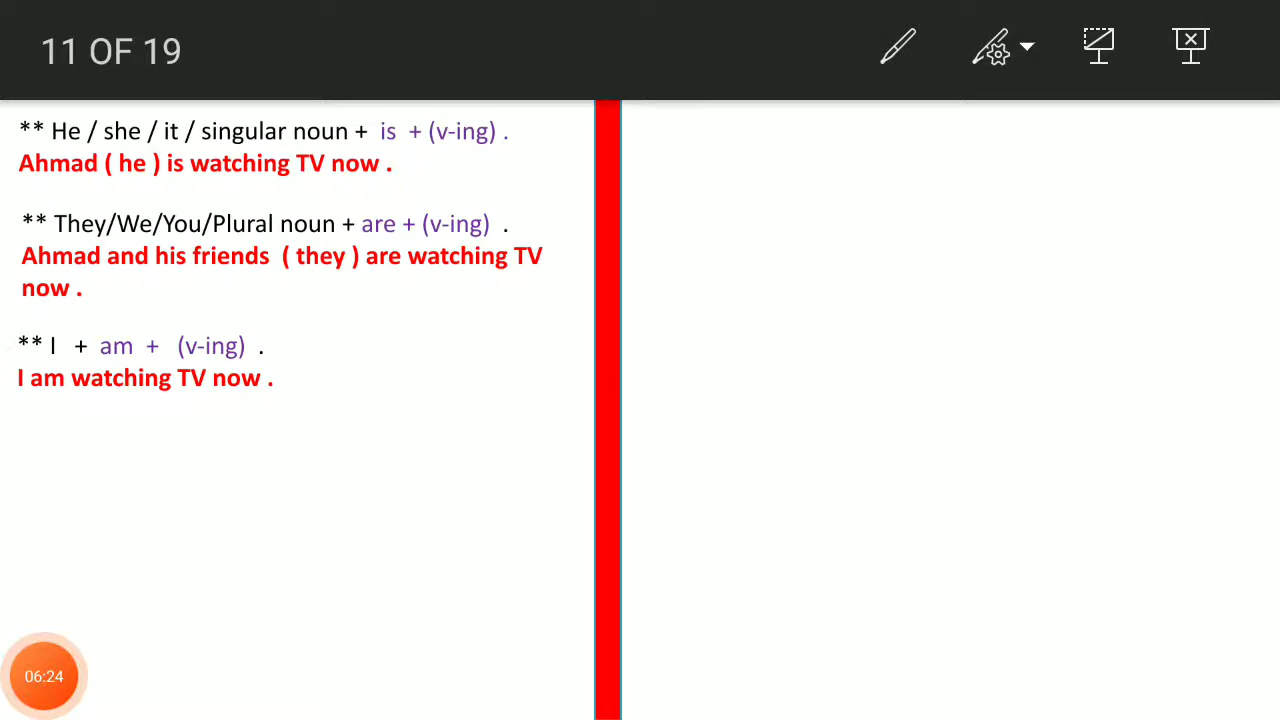 11 OF 19
** He / she / it / singular noun + is + (v-ing) .
Ahmad ( he ) is watching TV now .
** They/We/You/Plural noun + are + (v-ing) .
Ahmad and his friends ( they ) are watching TV
now .
** I + am + (v-ing) .
I am watching TV now .
06:24